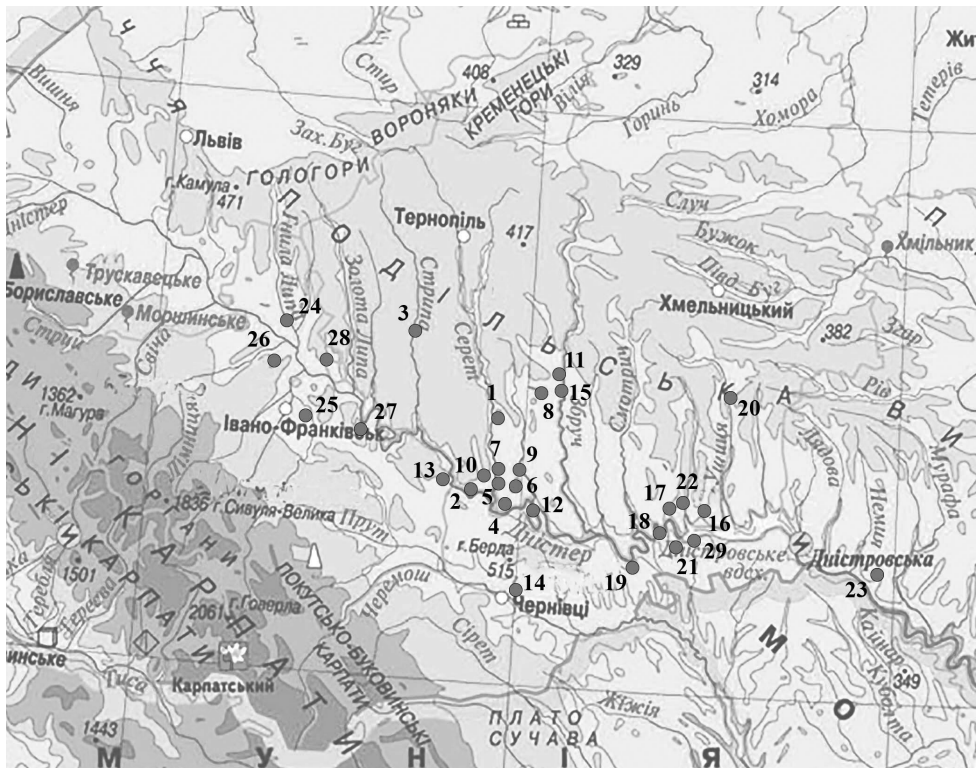 Жит
Ч
Я
Вишня
Львів
Стир
408
329
314
КРЕМЕНЕЦЬКІ
ГОРИ
Вілія
ВОРОНЯКИ
Зах. Буг
Горинь
Хомора
Тетерів
г.Камула
471
ГОЛОГОРИ
Тернопіль
417
Случ
Бужок
Півд. Буг
Хмільник
П О Д І Л Ь С Ь К А
В И
П
Гнила Липа
Золота Липа
Стрипа
Серет
Трускавецьке
Бориславське
Моршинське
Хмельницький
382
Згар
Стрий
Свіча
24
3
26
28
11
15
8
20
Рів
Смотрич
Збруч
1362
г.Магура
1
25
27
Івано-Франківськ
Ушиця
Лядова
Мурафа
Немия
7
9
10
13
2
5
6
4
12
17
22
16
18
29
21
19
23
1836 г.Сивуля-Велика
Прут
г.Берда
515
Дністер
Дністровське
вдсх.
Дністровська
14
Чернівці
Черемош
1501
Теребля
Тересва
2061
г.Говерла
ПОКУТСЬКО-БУКОВИНСЬКІ
КАРПАТИ
Сірет
инське
Тиса
Карпатський
349
Жіжія
ПЛАТО
СУЧАВА
1443
М О
Р У М У Н І Я